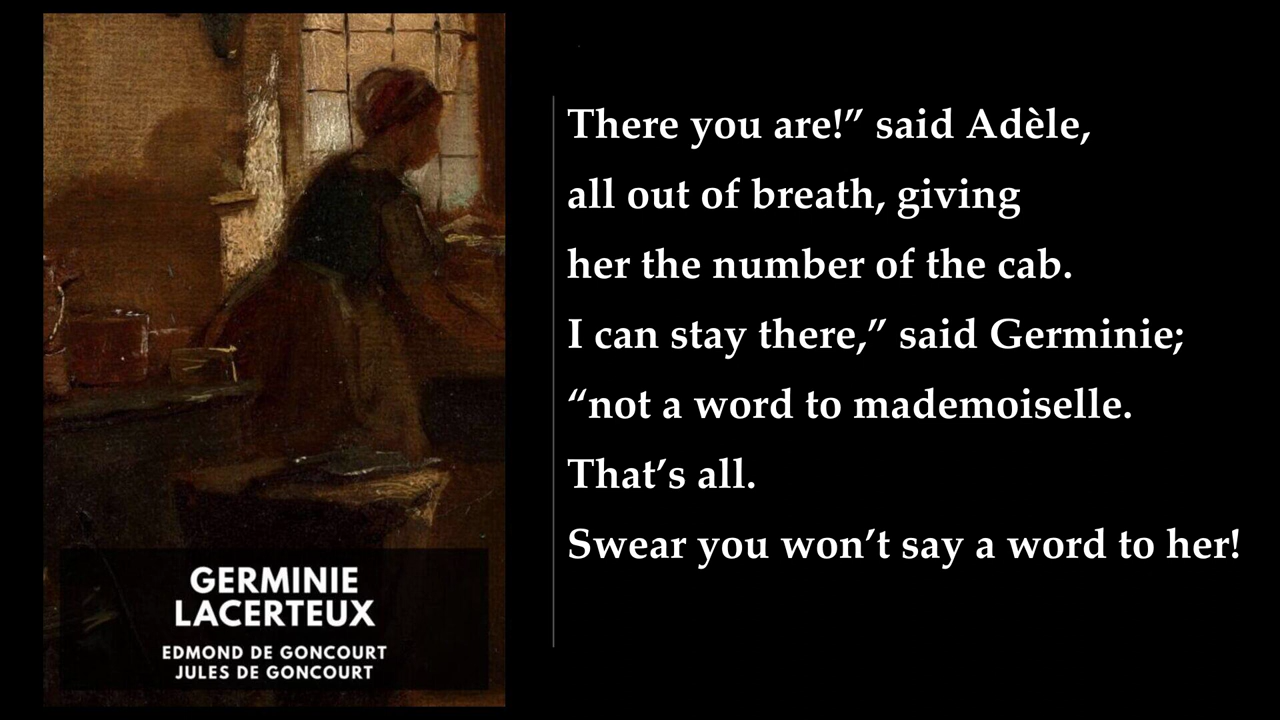 There you are!” said Adèle,
all out of breath, giving
her the number of the cab.
I can stay there,” said Germinie;
“not a word to mademoiselle.
That’s all.
Swear you won’t say a word to her!
GERMINIE
LACERTEUX
EDMOND DE GONCOURT
JULES DE GONCOURT